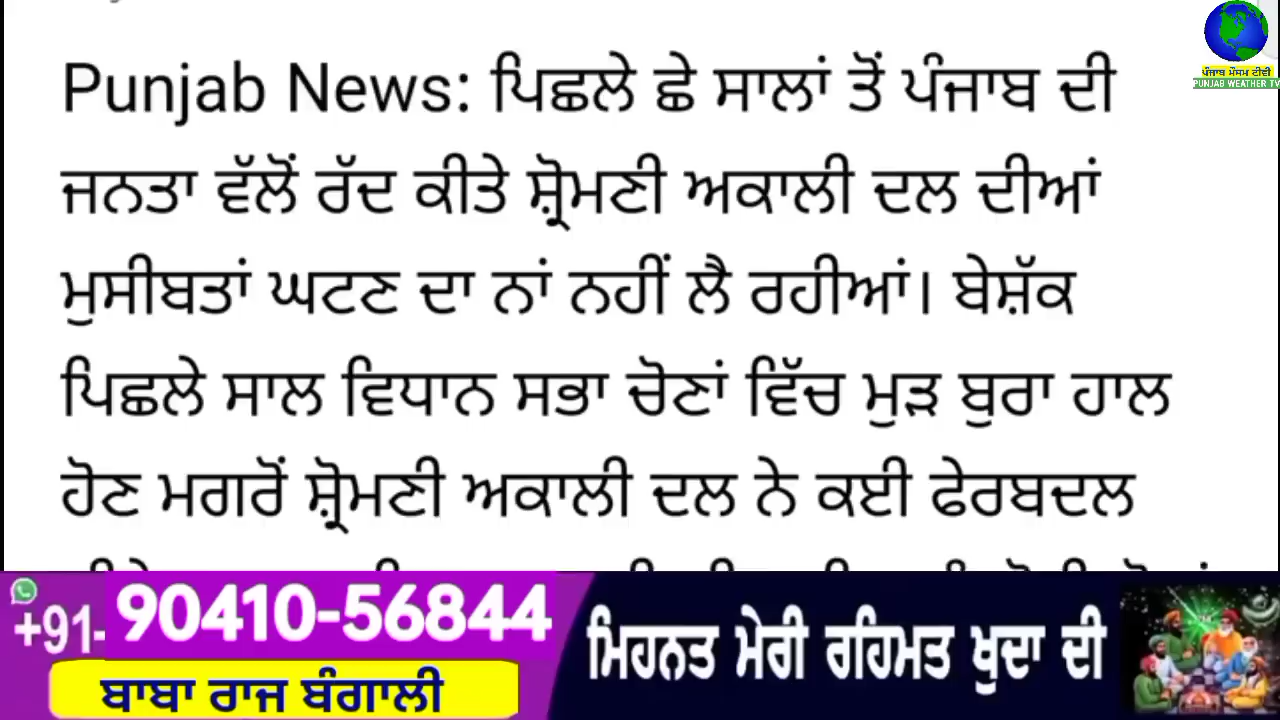 ਪੰਜਾਬ ਮੌਸਮ ਟੀਵੀ
PUNJAB WEATHER TV
Punjab News: ਪਿਛਲੇ ਛੇ ਸਾਲਾਂ ਤੋਂ ਪੰਜਾਬ ਦੀ
ਜਨਤਾ ਵੱਲੋਂ ਰੱਦ ਕੀਤੇ ਸ਼੍ਰੋਮਣੀ ਅਕਾਲੀ ਦਲ ਦੀਆਂ
ਮੁਸੀਬਤਾਂ ਘਟਣ ਦਾ ਨਾਂ ਨਹੀਂ ਲੈ ਰਹੀਆਂ। ਬੇਸ਼ੱਕ
ਪਿਛਲੇ ਸਾਲ ਵਿਧਾਨ ਸਭਾ ਚੋਣਾਂ ਵਿੱਚ ਮੁੜ ਬੁਰਾ ਹਾਲ
ਹੋਣ ਮਗਰੋਂ ਸ਼੍ਰੋਮਣੀ ਅਕਾਲੀ ਦਲ ਨੇ ਕਈ ਫੇਰਬਦਲ
+91-90410-56844
ਬਾਬਾ ਰਾਜ ਬੰਗਾਲੀ
ਮਿਹਨਤ ਮੇਰੀ ਰਹਿਮਤ ਖੁਦਾ ਦੀ